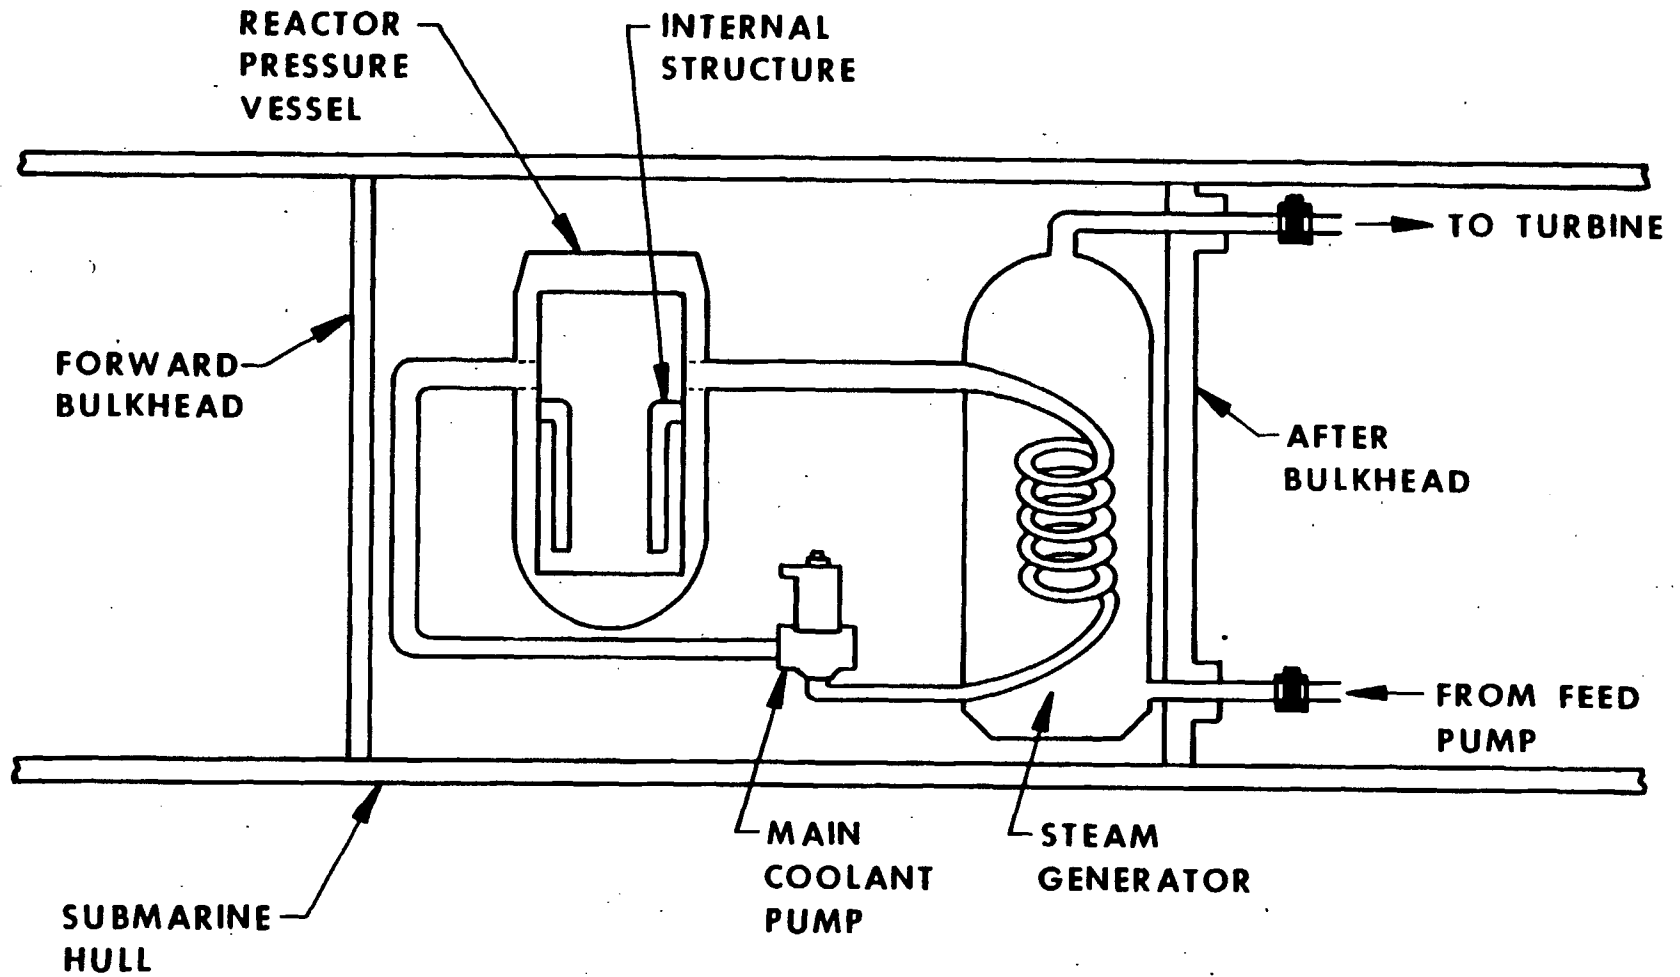 REACTOR
PRESSURE
VESSEL
INTERNAL
STRUCTURE
TO TURBINE
FORWARD
BULKHEAD
AFTER
BULKHEAD
FROM FEED
PUMP
MAIN
COOLANT
PUMP
STEAM
GENERATOR
SUBMARINE
HULL